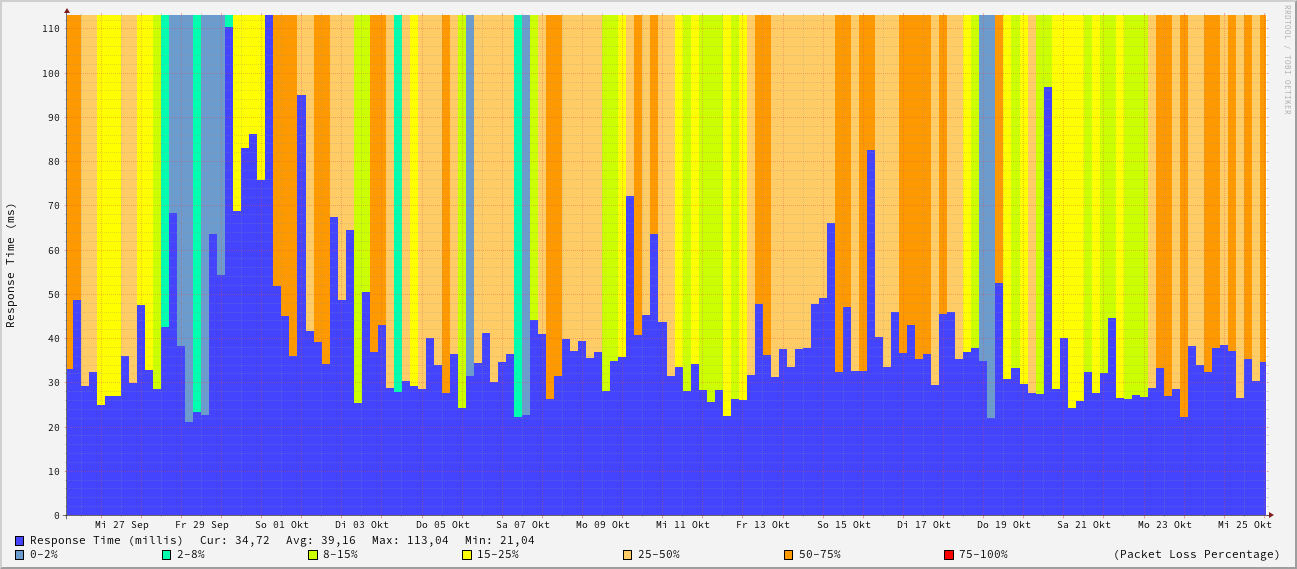 RRDTOOL / TOBI OETIKER
Response Time (ms)
110
100
90
80
70
60
50
40
30
20
10
0
Mi 27 Sep Fr 29 Sep So 01 Okt Di 03 Okt Do 05 Okt Sa 07 Okt Mo 09 Okt Mi 11 Okt Fr 13 Okt So 15 Okt Di 17 Okt Do 19 Okt Sa 21 Okt Mo 23 Okt Mi 25 Okt
Response Time (millis) Cur: 34,72 Avg: 39,16 Max: 113,04 Min: 21,04
0-2% 2-8% 8-15% 15-25% 25-50% 50-75% 75-100% (Packet Loss Percentage)